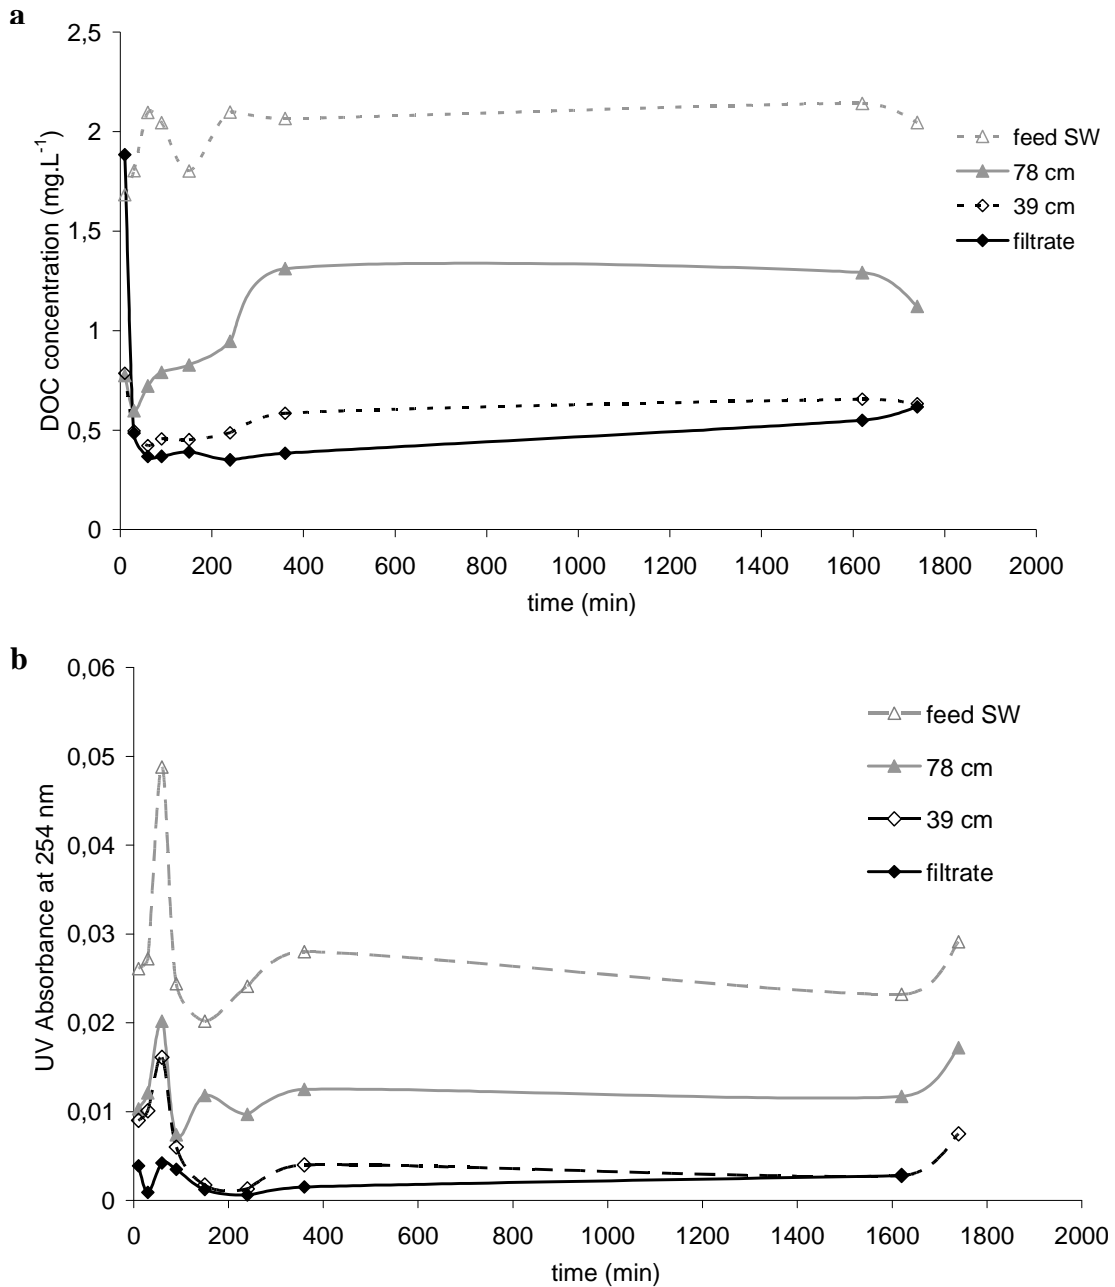 a
2,5
2
1,5
1
0,5
0
DOC concentration (mg.L-1)
0 200 400 600 800 1000 1200 1400 1600 1800 2000
time (min)
feed SW
78 cm
39 cm
filtrate
b
0,06
0,05
0,04
0,03
0,02
0,01
0
UV Absorbance at 254 nm
0 200 400 600 800 1000 1200 1400 1600 1800 2000
time (min)
feed SW
78 cm
39 cm
filtrate